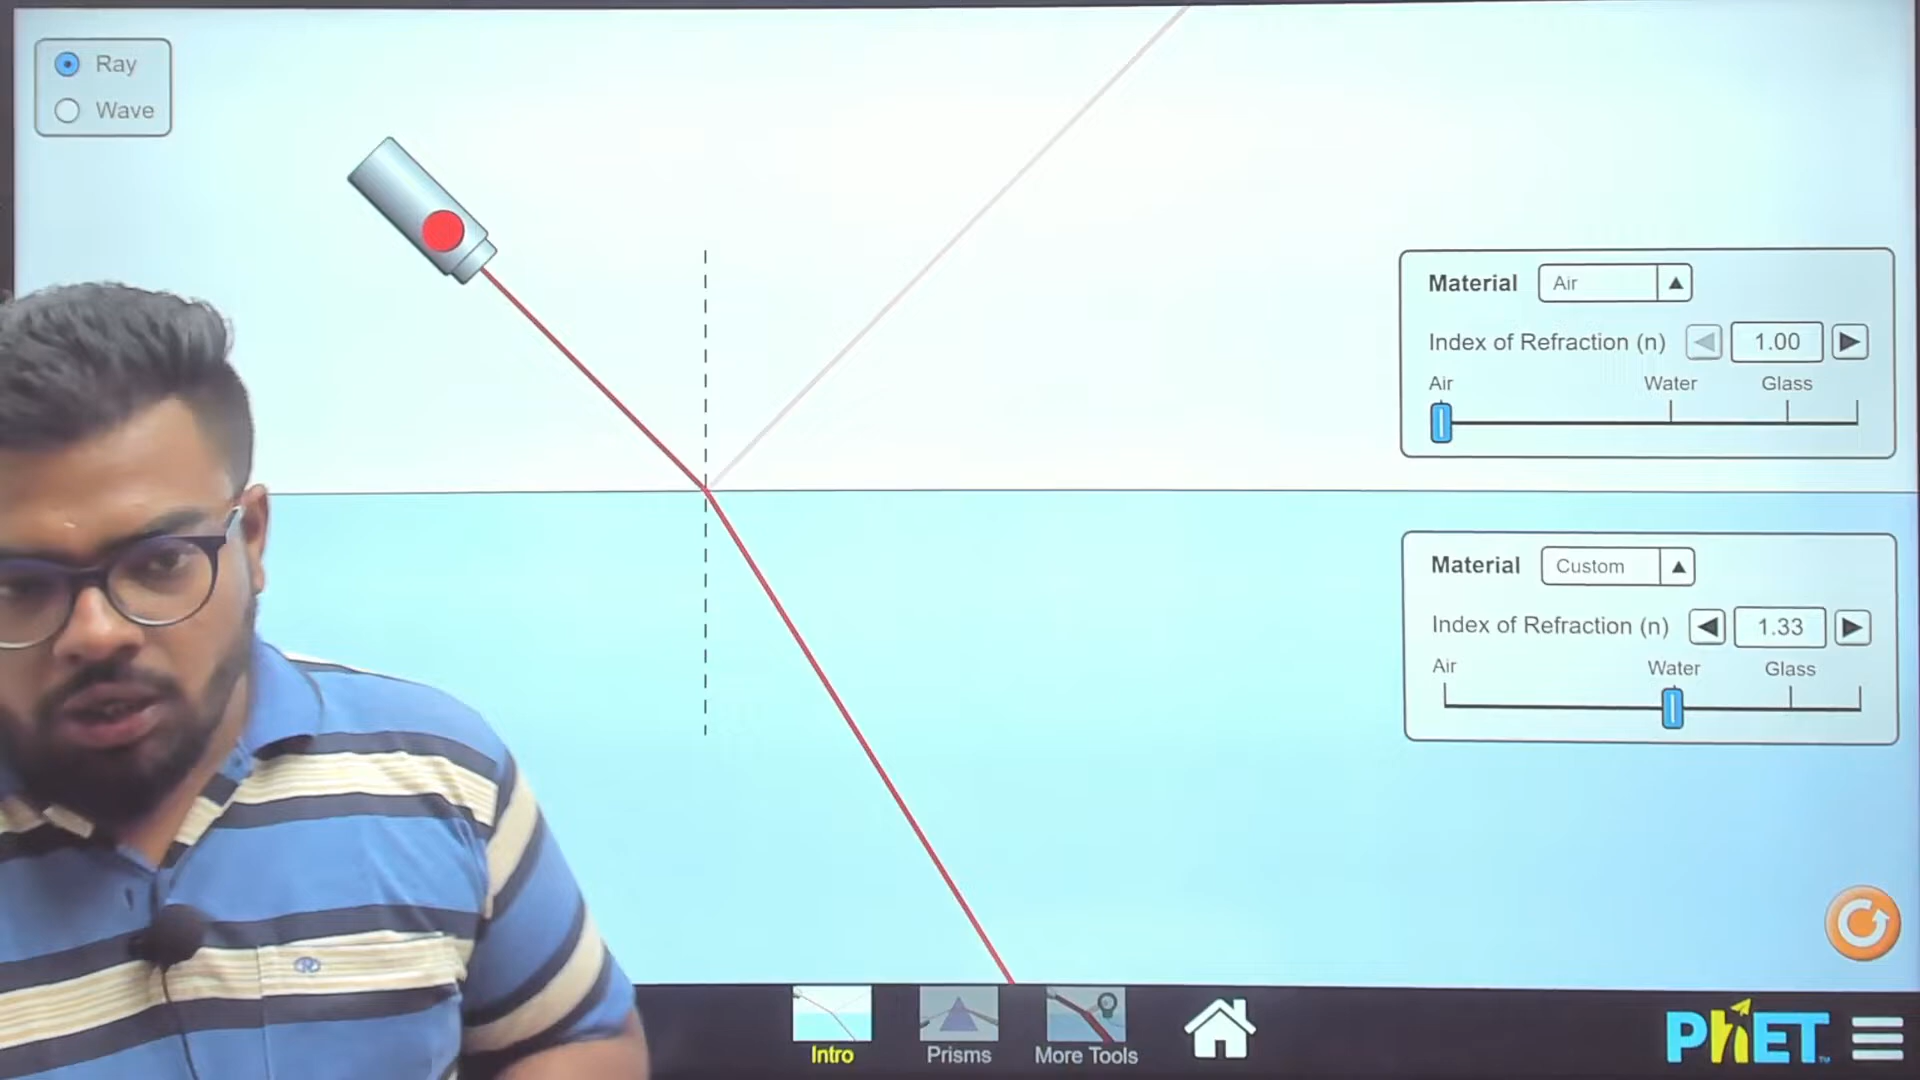 Ray
Wave
Material Air
Index of Refraction (n) 1.00
Air Water Glass
Material Custom
Index of Refraction (n) 1.33
Air Water Glass
Intro Prisms More Tools
PhET